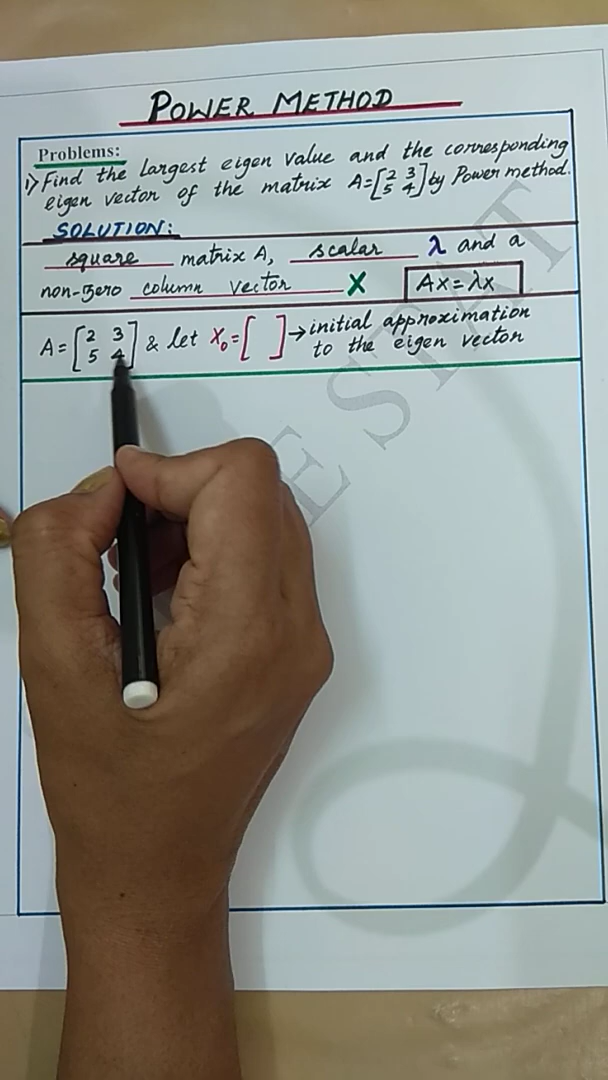 POWER METHOD
Problems:
1) Find the Largest eigen value and the corresponding
eigen vector of the matrix A=[2 3 5 4] by Power method.
SOLUTION:
square matrix A, scalar λ and a
non-zero column vector X Ax=λx
A=[2 3 5 4] & let X₀=[ ]→initial approximation
to the eigen vector
E STAT